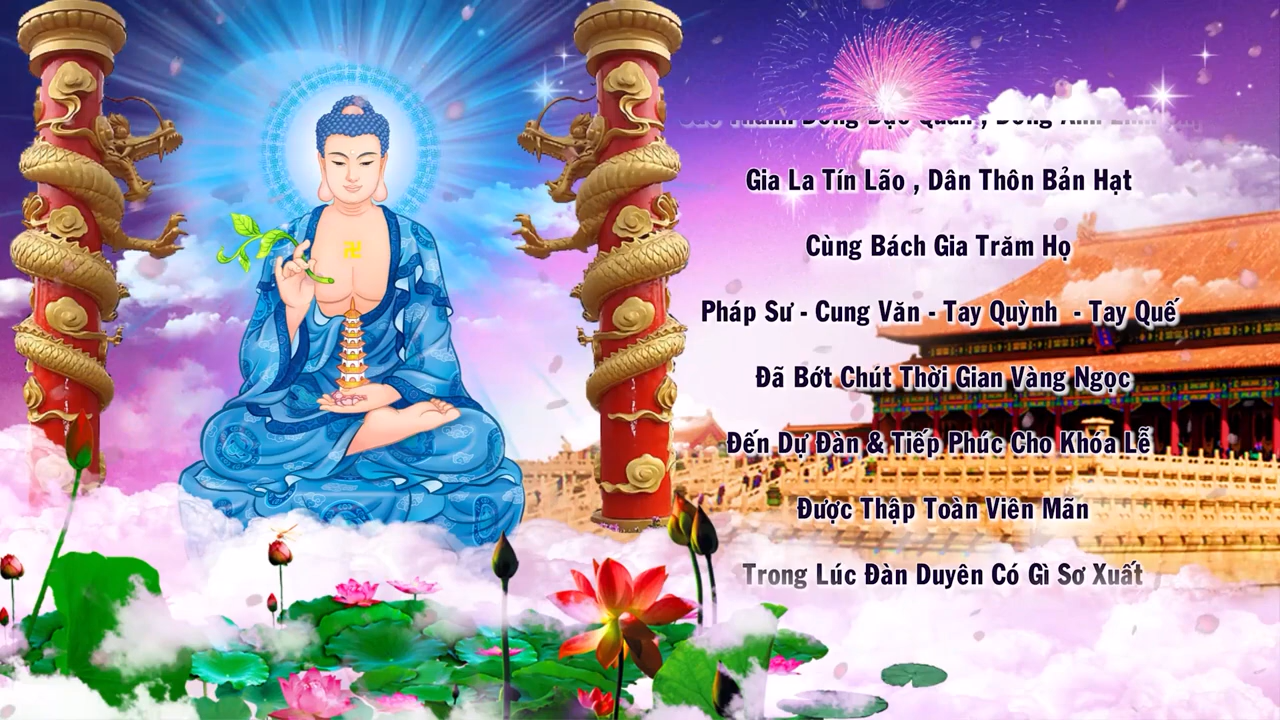 Gia La Tín Lão , Dân Thôn Bản Hạt
Cùng Bách Gia Trăm Họ
Pháp Sư - Cung Văn - Tay Quỳnh - Tay Quế
Đã Bớt Chút Thời Gian Vàng Ngọc
Đến Dự Đàn & Tiếp Phúc Cho Khóa Lễ
Được Thập Toàn Viên Mãn
Trong Lúc Đàn Duyên Có Gì Sơ Xuất